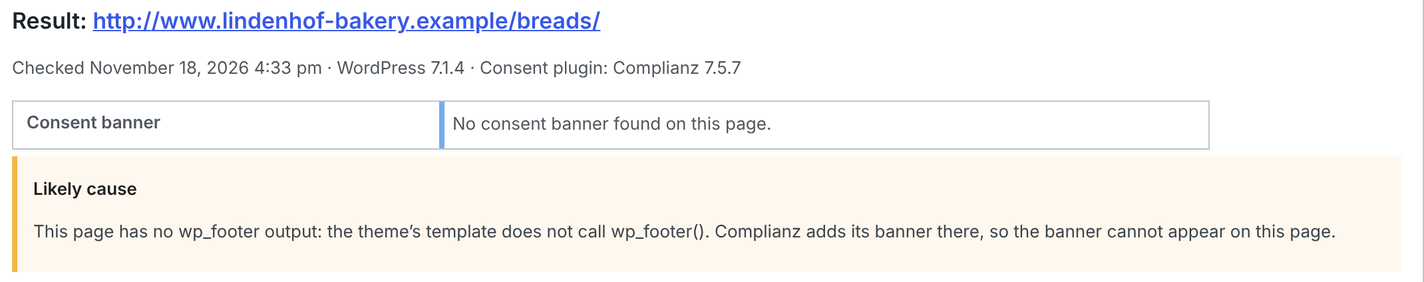 Result: http://www.lindenhof-bakery.example/breads/
Checked November 18, 2026 4:33 pm · WordPress 7.1.4 · Consent plugin: Complianz 7.5.7
Consent banner
No consent banner found on this page.
Likely cause
This page has no wp_footer output: the theme’s template does not call wp_footer(). Complianz adds its banner there, so the banner cannot appear on this page.